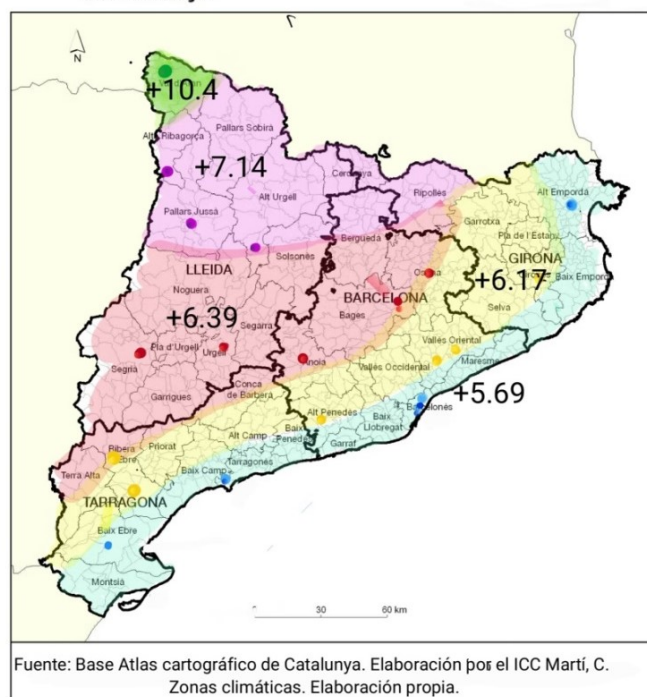 N
+10.4
Alta Ribagorça
Pallars Sobirà
+7.14
Cerdanya
Ripollès
Alt Empordà
Pallars Jussà
Alt Urgell
Garrotxa
Berguedà
Pla de l'Estany
Solsonès
GIRONA
LLEIDA
Osona
Baix Empordà
Noguera
BARCELONA
+6.17
Selva
+6.39
Segarra
Bages
Pla d'Urgell
Urgell
Vallès Oriental
Segrià
Anoia
Vallès Occidental
Maresme
Garrigues
Conca
de Barberà
+5.69
Alt Penedès
Barcelonès
Baix
Llobregat
Alt Camp
Baix
Penedès
Garraf
Ribera
Ebre
Priorat
Tarragonès
Terra Alta
Baix Camp
TARRAGONA
Baix Ebre
Montsià
30
60 km
Fuente: Base Atlas cartográfico de Catalunya. Elaboración por el ICC Martí, C.
Zonas climáticas. Elaboración propia.